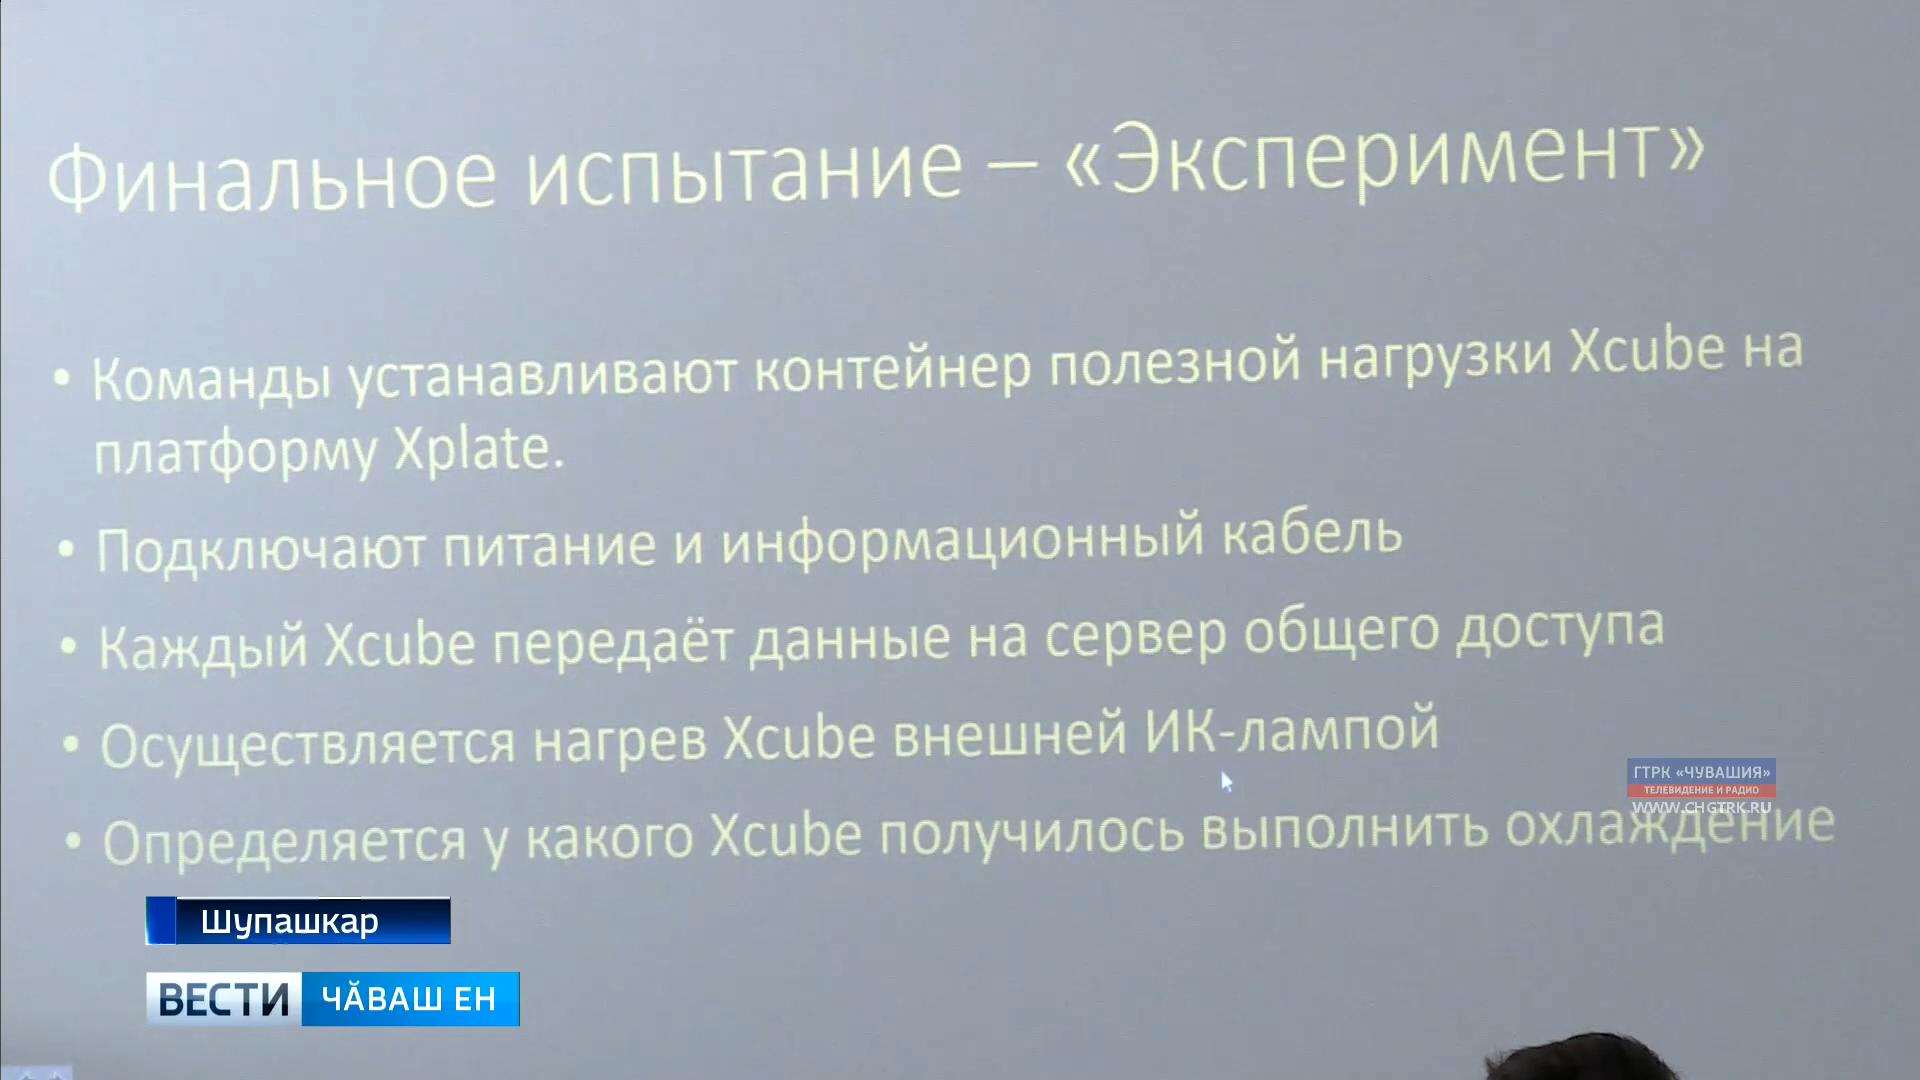 Финальное испытание – «Эксперимент»
• Команды устанавливают контейнер полезной нагрузки Xcube на
платформу Xplate.
• Подключают питание и информационный кабель
• Каждый Xcube передаёт данные на сервер общего доступа
• Осуществляется нагрев Xcube внешней ИК-лампой
ГТРК «ЧУВАШИЯ»
ТЕЛЕВИДЕНИЕ И РАДИО
WWW.CHGTRK.RU
• Определяется у какого Xcube получилось выполнить охлаждение
Шупашкар
ВЕСТИ ЧӐВАШ ЕН